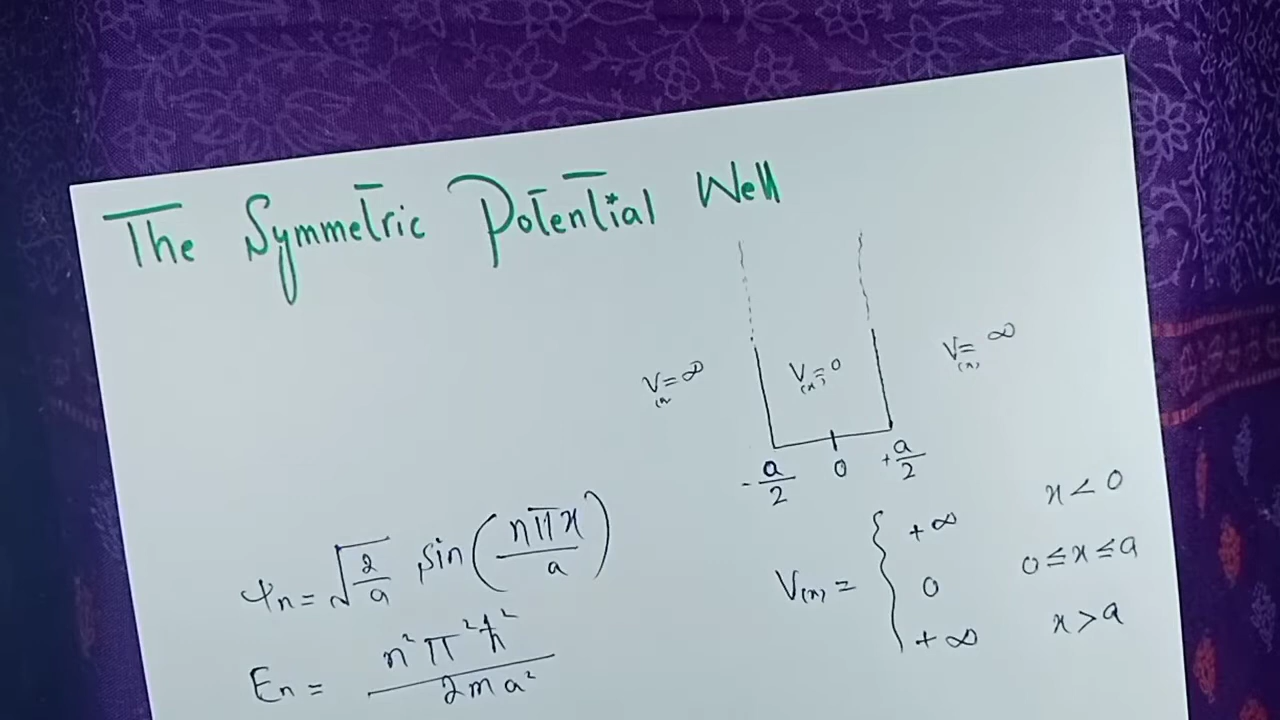 The Symmetric Potential Well
V(x = ∞
V(x) = 0
V(x) = ∞
-a/2 0 +a/2
ψn = √(2/a) sin(nπx/a)
En = n²π²ħ²/2ma²
V(x) = { +∞ x < 0
0 0 ≤ x ≤ a
+∞ x > a